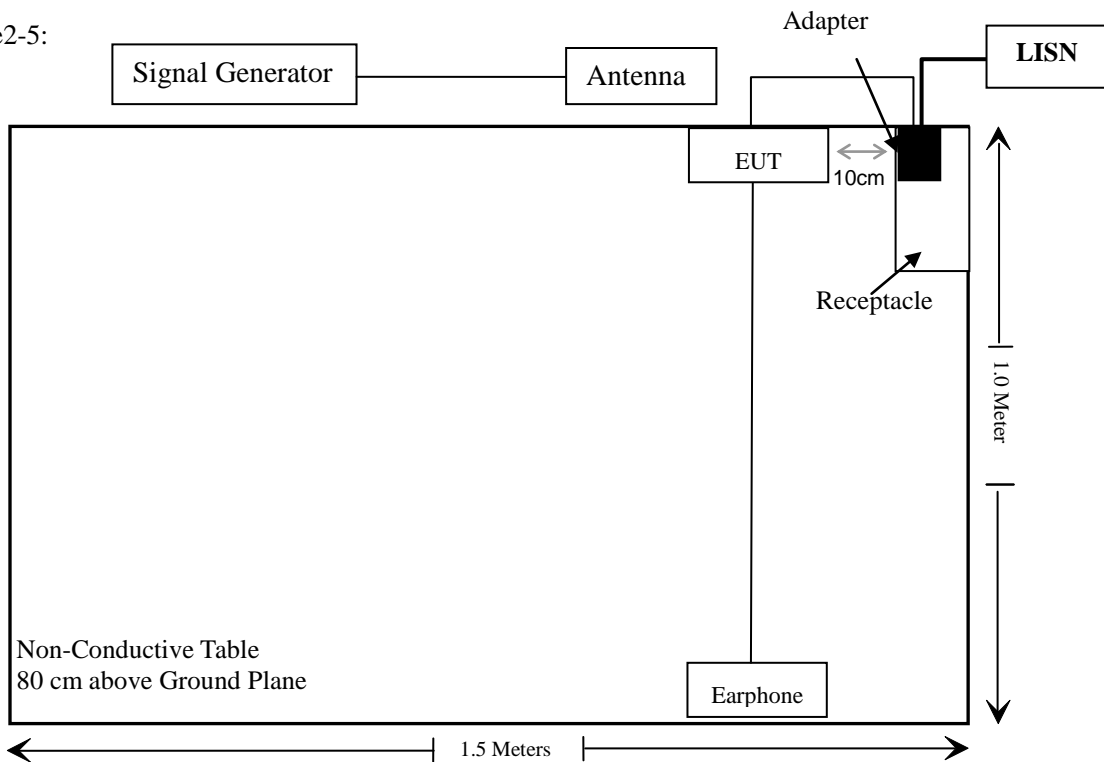 e2-5:
Adapter
LISN
Signal Generator
Antenna
EUT
10cm
Receptacle
1.0 Meter
Non-Conductive Table
80 cm above Ground Plane
Earphone
1.5 Meters